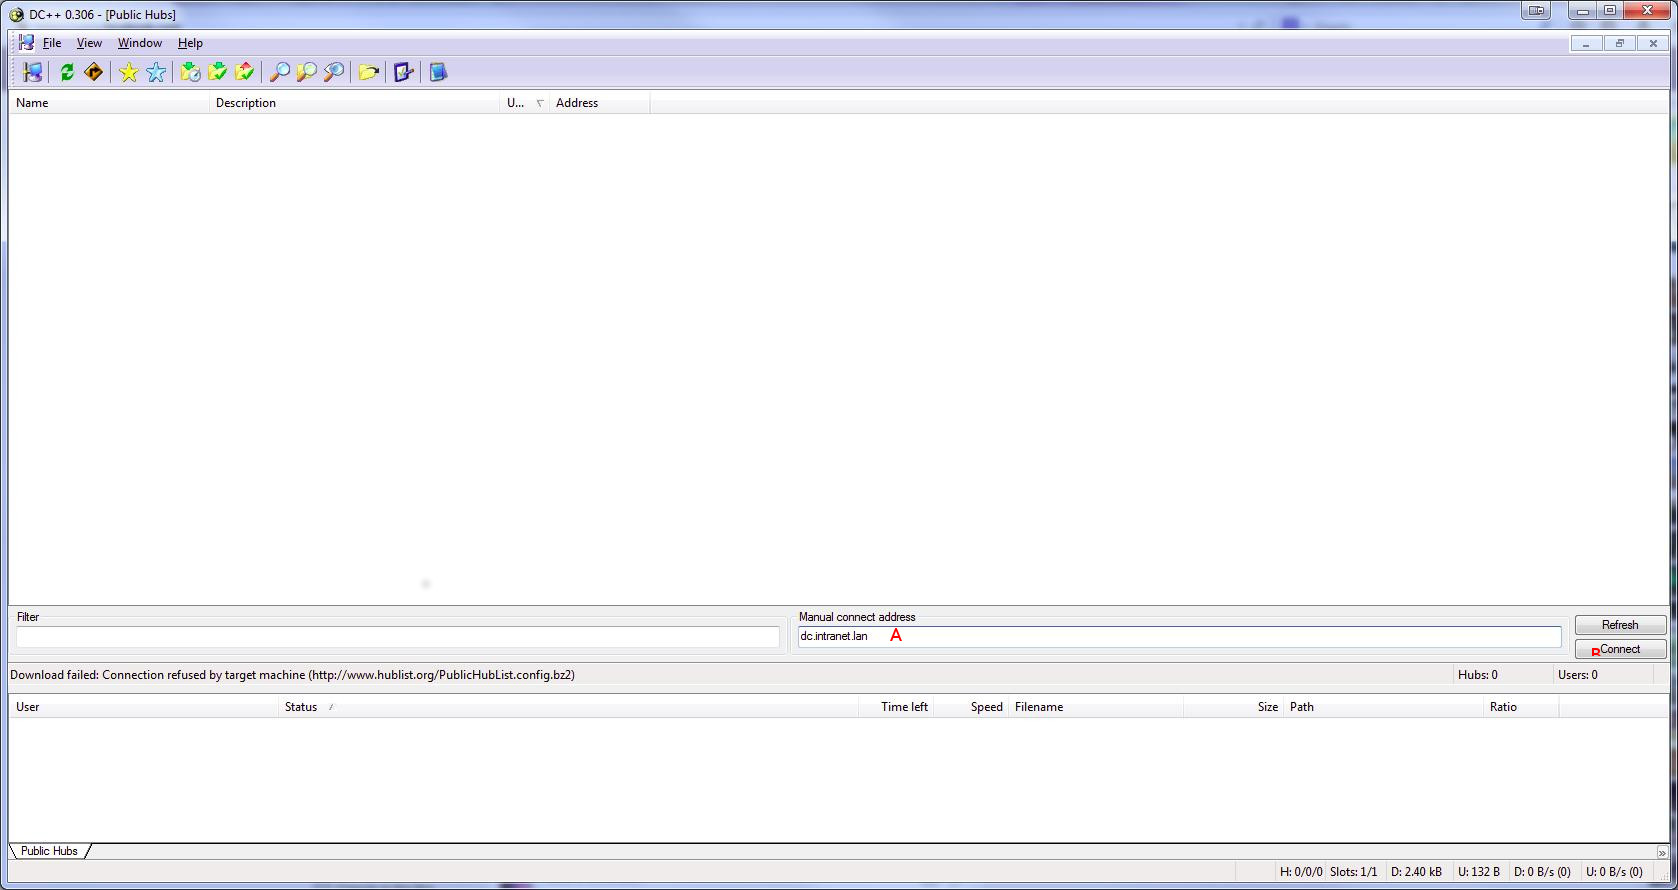 DC++ 0.306 - [Public Hubs]
File View Window Help
Name Description U... Address
Filter Manual connect address
dc.intranet.lan A
Refresh
B Connect
Download failed: Connection refused by target machine (http://www.hublist.org/PublicHubList.config.bz2) Hubs: 0 Users: 0
User Status Time left Speed Filename Size Path Ratio
Public Hubs
H: 0/0/0 Slots: 1/1 D: 2.40 kB U: 132 B D: 0 B/s (0) U: 0 B/s (0)